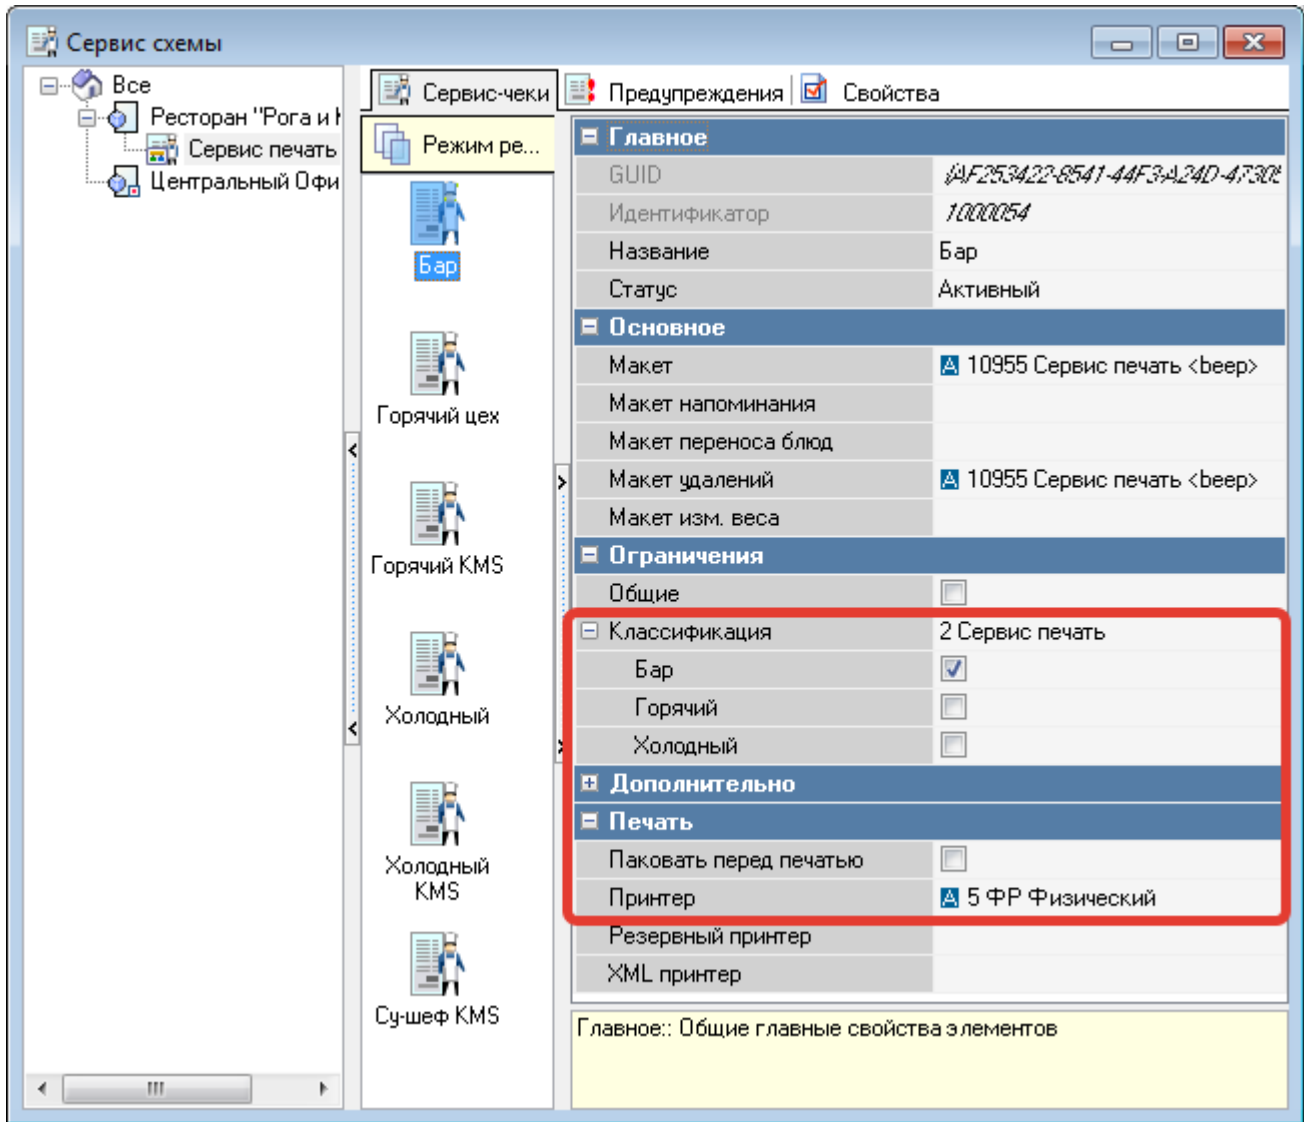 Сервис схемы
Все
Ресторан "Рога и
Сервис печать
Центральный Офи
Сервис-чеки
Предупреждения
Свойства
Режим ре...
Бар
Горячий цех
Горячий KMS
Холодный
Холодный
KMS
Су-шеф KMS
Главное
GUID {AF253422-8541-44F3-A24D-4730
Идентификатор 1000054
Название Бар
Статус Активный
Основное
Макет A 10955 Сервис печать <beep>
Макет напоминания
Макет переноса блюд
Макет удалений A 10955 Сервис печать <beep>
Макет изм. веса
Ограничения
Общие
Классификация 2 Сервис печать
Бар
Горячий
Холодный
Дополнительно
Печать
Паковать перед печатью
Принтер A 5 ФР Физический
Резервный принтер
XML принтер
Главное:: Общие главные свойства элементов